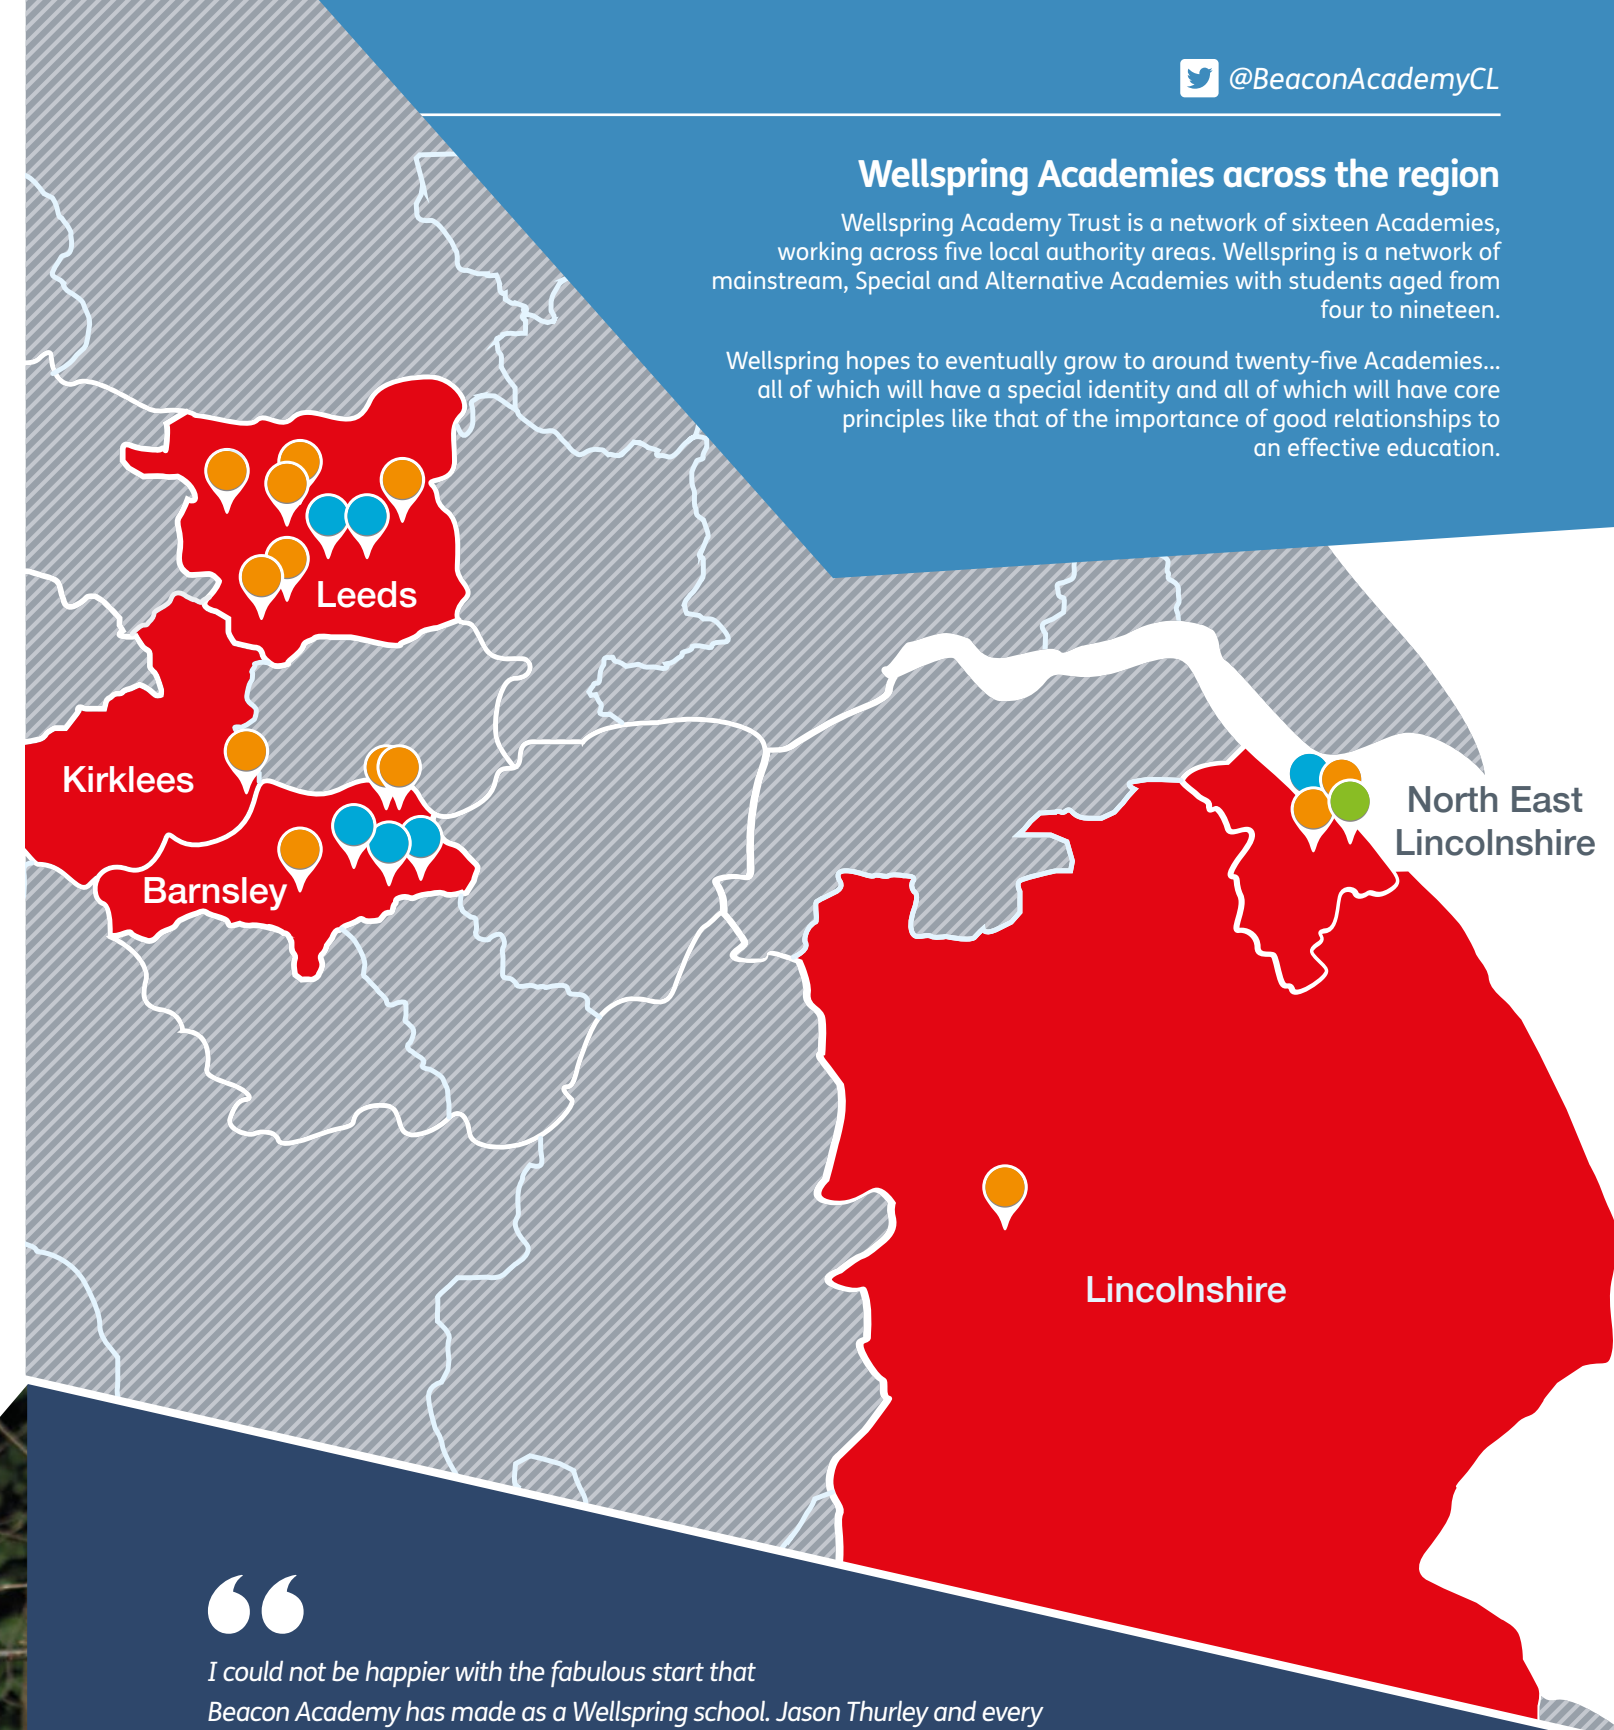 @BeaconAcademyCL
Wellspring Academies across the region
Wellspring Academy Trust is a network of sixteen Academies,
working across five local authority areas. Wellspring is a network of
mainstream, Special and Alternative Academies with students aged from
four to nineteen.
Wellspring hopes to eventually grow to around twenty-five Academies...
all of which will have a special identity and all of which will have core
principles like that of the importance of good relationships to
an effective education.
Leeds
Kirklees
Barnsley
North East
Lincolnshire
Lincolnshire
“
I could not be happier with the fabulous start that
Beacon Academy has made as a Wellspring school. Jason Thurley and every